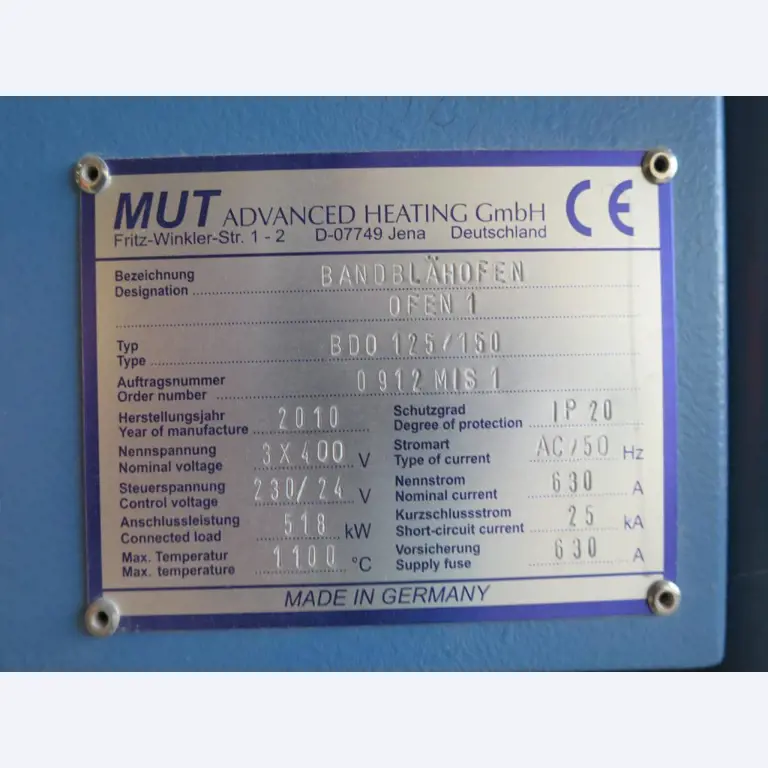 MUT ADVANCED HEATING GmbH CE
Fritz-Winkler-Str. 1 - 2 D-07749 Jena Deutschland
Bezeichnung BANDBLÄHOFEN
Designation
OFEN 1
Typ BDO 125/150
Type
Auftragsnummer 0912 MIS 1
Order number
Herstellungsjahr 2010
Year of manufacture
Schutzgrad IP 20
Degree of protection
Nennspannung 3X400 V
Nominal voltage
Stromart AC/50 Hz
Type of current
Steuerspannung 230/24 V
Control voltage
Nennstrom 630 A
Nominal current
Anschlussleistung 518 kW
Connected load
Kurzschlussstrom 25 kA
Short-circuit current
Max. Temperatur 1100 °C
Max. temperature
Vorsicherung 630 A
Supply fuse
MADE IN GERMANY